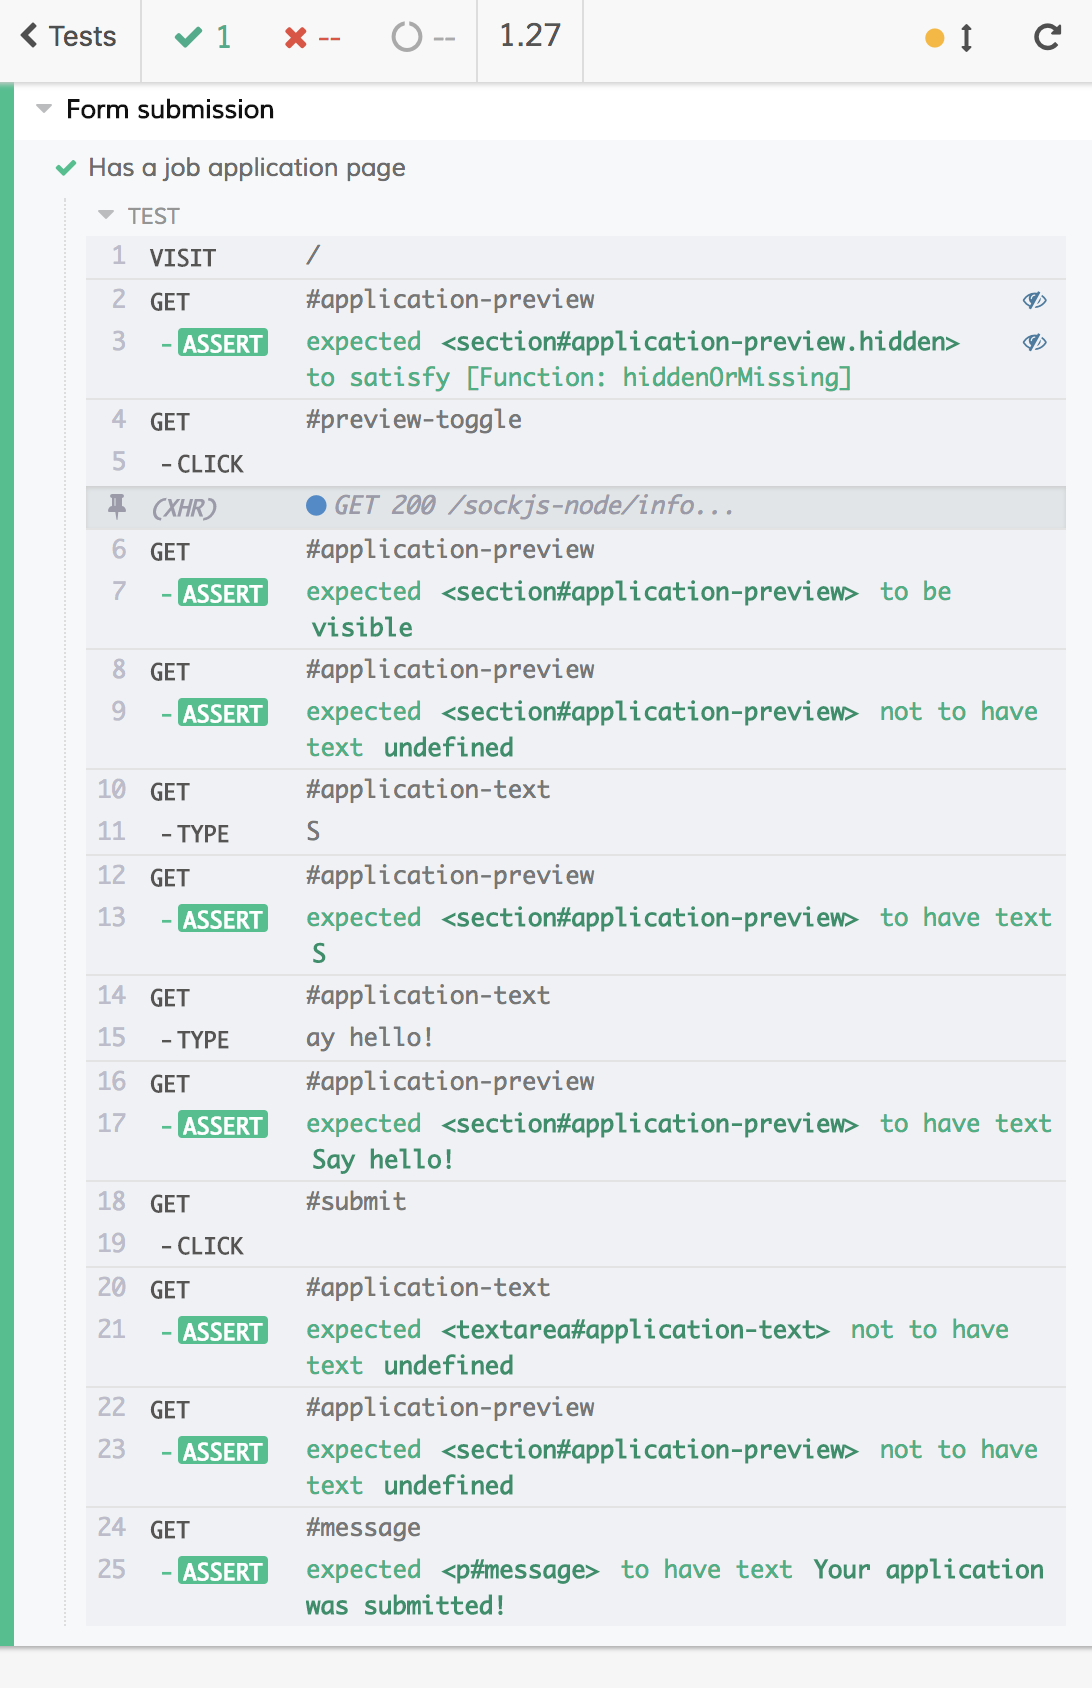 Tests 1 -- -- 1.27
Form submission
Has a job application page
TEST
1 VISIT /
2 GET #application-preview
3 -ASSERT expected <section#application-preview.hidden>
to satisfy [Function: hiddenOrMissing]
4 GET #preview-toggle
5 -CLICK
(XHR) GET 200 /sockjs-node/info...
6 GET #application-preview
7 -ASSERT expected <section#application-preview> to be
visible
8 GET #application-preview
9 -ASSERT expected <section#application-preview> not to have
text undefined
10 GET #application-text
11 -TYPE S
12 GET #application-preview
13 -ASSERT expected <section#application-preview> to have text
S
14 GET #application-text
15 -TYPE ay hello!
16 GET #application-preview
17 -ASSERT expected <section#application-preview> to have text
Say hello!
18 GET #submit
19 -CLICK
20 GET #application-text
21 -ASSERT expected <textarea#application-text> not to have
text undefined
22 GET #application-preview
23 -ASSERT expected <section#application-preview> not to have
text undefined
24 GET #message
25 -ASSERT expected <p#message> to have text Your application
was submitted!